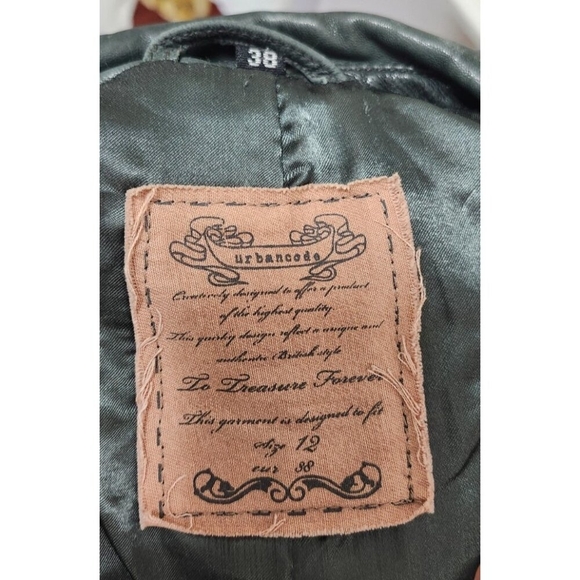 38
urbancode
Creatively designed to offer a product
of the highest quality.
This quirky design reflect a unique and
authentic British style
To Treasure Forever
This garment is designed to fit
Size 12
eur 38